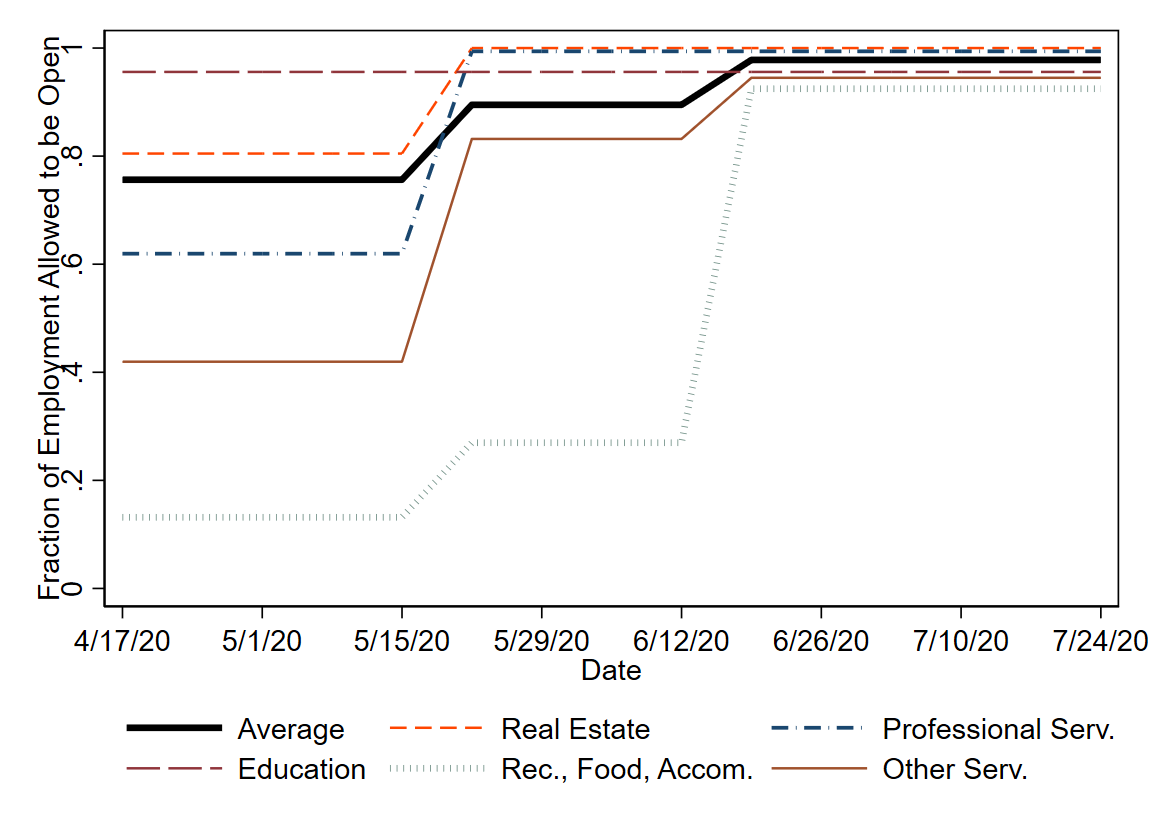 Fraction of Employment Allowed to be Open
1
.8
.6
.4
.2
0
4/17/20 5/1/20 5/15/20 5/29/20 6/12/20 6/26/20 7/10/20 7/24/20
Date
Average Real Estate Professional Serv.
Education Rec., Food, Accom. Other Serv.